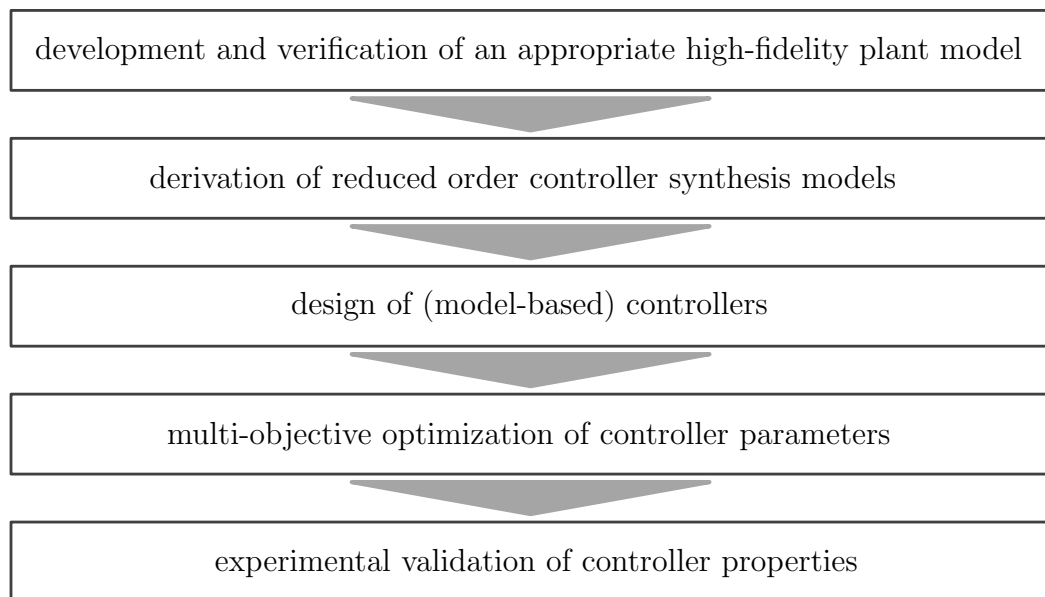 development and verification of an appropriate high-fidelity plant model
derivation of reduced order controller synthesis models
design of (model-based) controllers
multi-objective optimization of controller parameters
experimental validation of controller properties